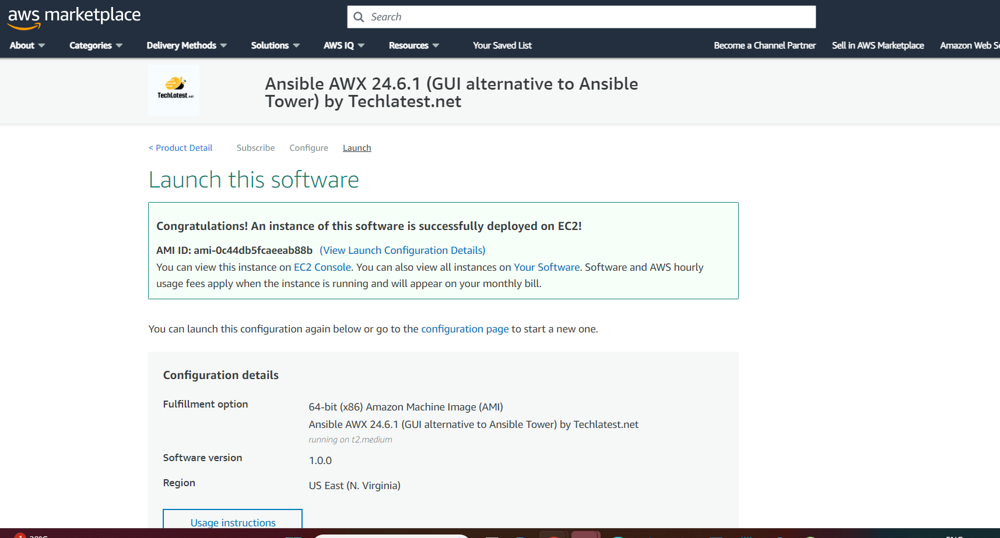 aws marketplace
Search
About
Categories
Delivery Methods
Solutions
AWS IQ
Resources
Your Saved List
Become a Channel Partner
Sell in AWS Marketplace
Amazon Web
TechLatest.net
Ansible AWX 24.6.1 (GUI alternative to Ansible
Tower) by Techlatest.net
< Product Detail
Subscribe
Configure
Launch
Launch this software
Congratulations! An instance of this software is successfully deployed on EC2!
AMI ID: ami-0c44db5fcaeeab88b (View Launch Configuration Details)
You can view this instance on EC2 Console. You can also view all instances on Your Software. Software and AWS hourly
usage fees apply when the instance is running and will appear on your monthly bill.
You can launch this configuration again below or go to the configuration page to start a new one.
Configuration details
Fulfillment option
64-bit (x86) Amazon Machine Image (AMI)
Ansible AWX 24.6.1 (GUI alternative to Ansible Tower) by Techlatest.net
running on t2.medium
Software version
1.0.0
Region
US East (N. Virginia)
Usage instructions